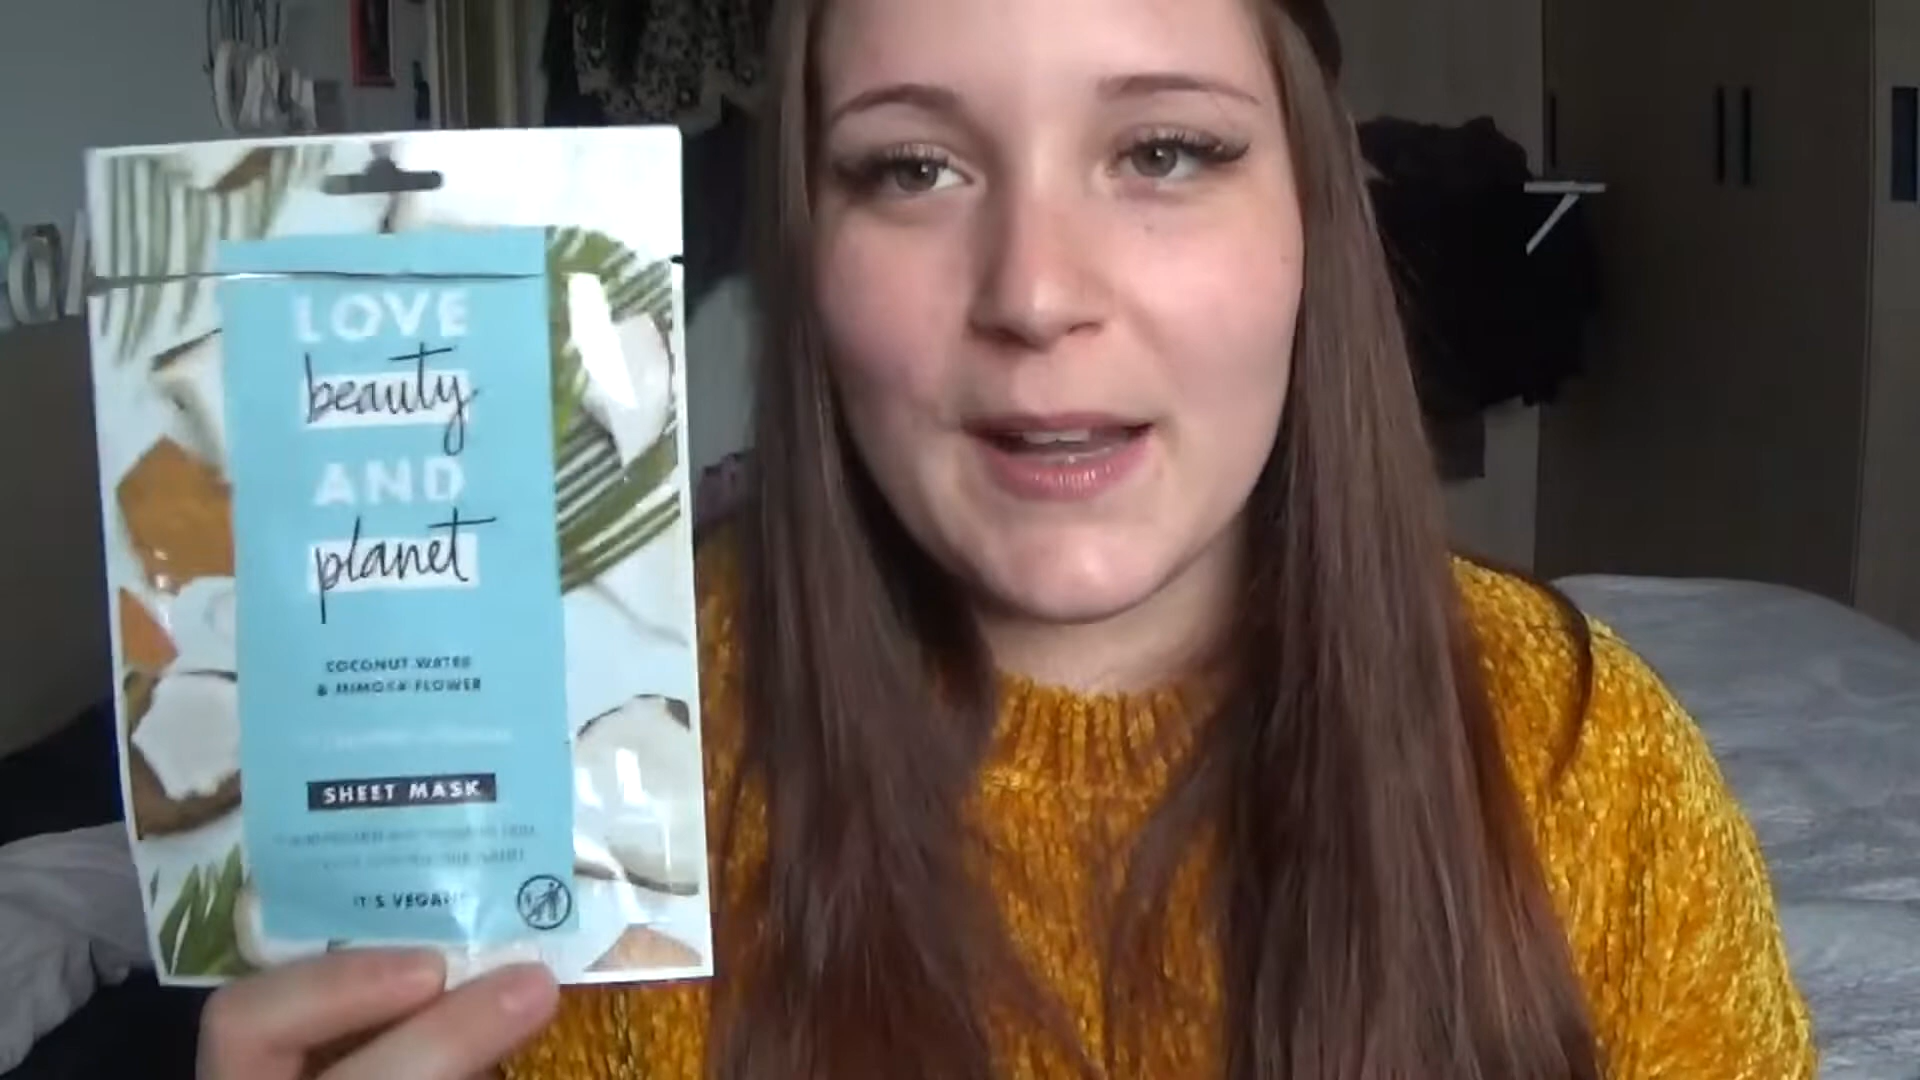 LOVE
beauty
AND
planet
COCONUT WATER
& MIMOSA FLOWER
SHEET MASK
IT'S VEGAN